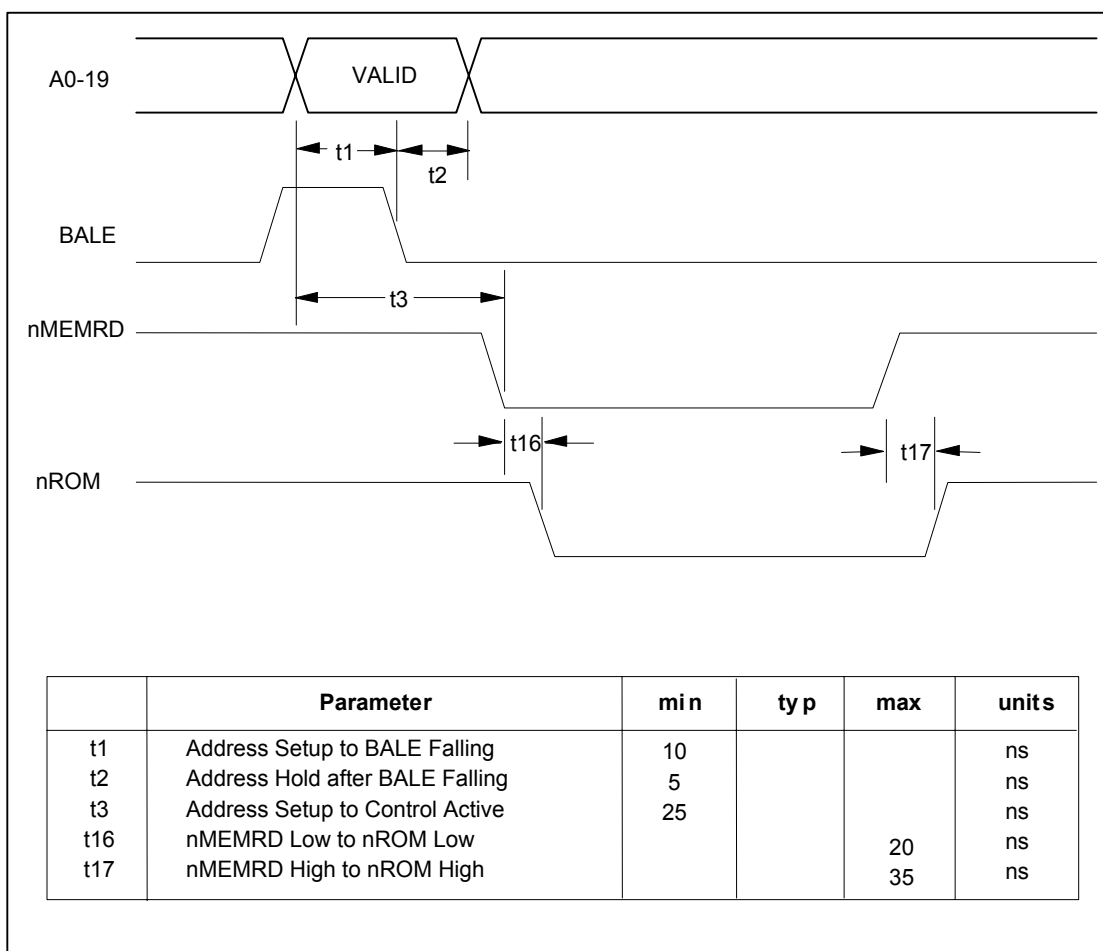 A0-19
VALID
t1
t2
BALE
t3
nMEMRD
t16
t17
nROM
Parameter min typ max units
t1 Address Setup to BALE Falling 10 ns
t2 Address Hold after BALE Falling 5 ns
t3 Address Setup to Control Active 25 ns
t16 nMEMRD Low to nROM Low 20 ns
t17 nMEMRD High to nROM High 35 ns